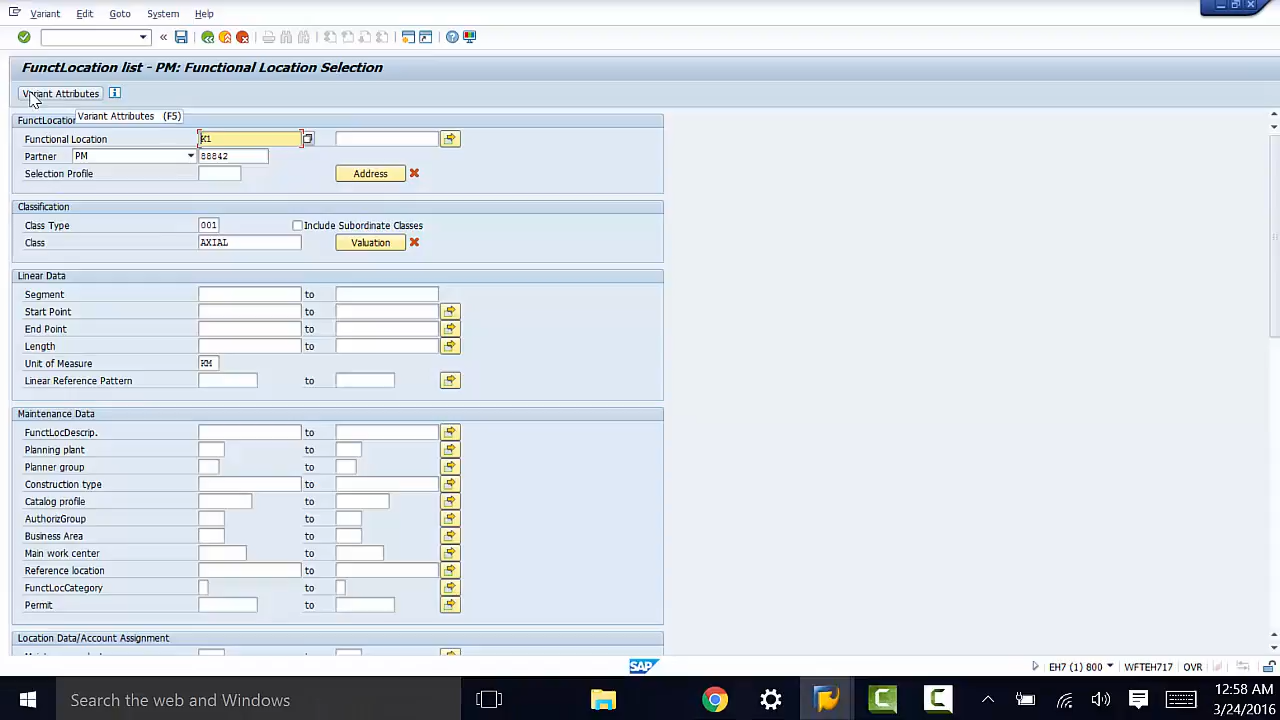 Variant Edit Goto System Help
FunctLocation list - PM: Functional Location Selection
Variant Attributes
Variant Attributes (F5)
FunctLocation
Functional Location K1
Partner PM 88842
Selection Profile Address
Classification
Class Type 001 Include Subordinate Classes
Class AXIAL Valuation
Linear Data
Segment to
Start Point to
End Point to
Length to
Unit of Measure KM
Linear Reference Pattern to
Maintenance Data
FunctLocDescrip. to
Planning plant to
Planner group to
Construction type to
Catalog profile to
AuthorizGroup to
Business Area to
Main work center to
Reference location to
FunctLocCategory to
Permit to
Location Data/Account Assignment
SAP EH7 (1) 800 WFTEH717 OVR
Search the web and Windows
12:58 AM
3/24/2016